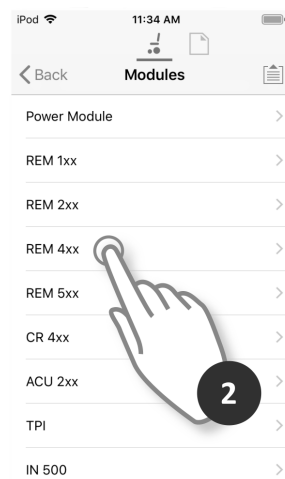 iPod 11:34 AM
Back Modules
Power Module
REM 1xx
REM 2xx
REM 4xx
REM 5xx
CR 4xx
ACU 2xx
2
TPI
IN 500